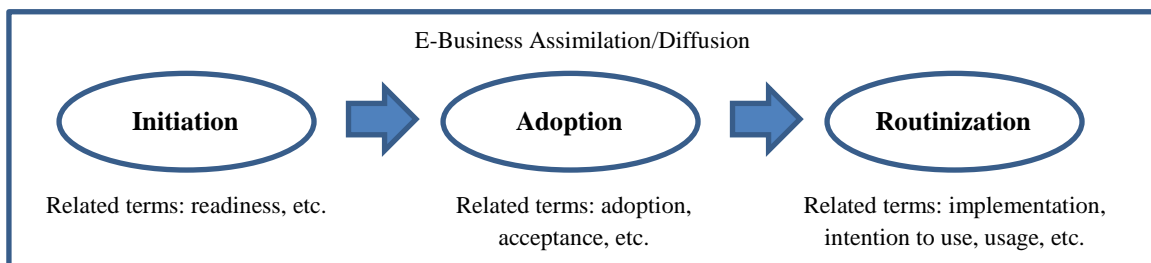 E-Business Assimilation/Diffusion
Initiation
Adoption
Routinization
Related terms: readiness, etc.
Related terms: adoption,
acceptance, etc.
Related terms: implementation,
intention to use, usage, etc.